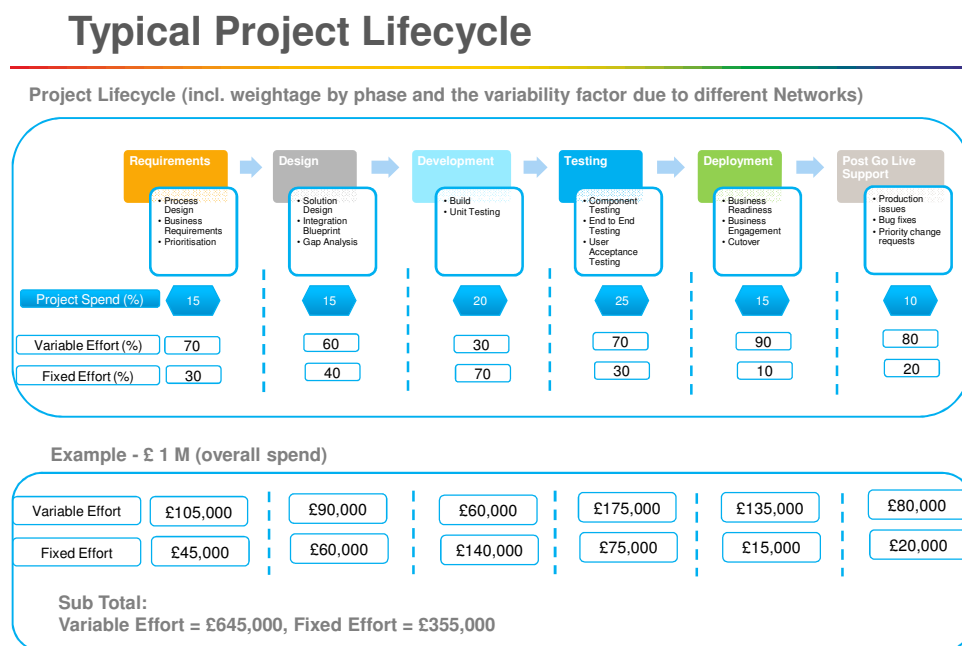 Typical Project Lifecycle
Project Lifecycle (incl. weightage by phase and the variability factor due to different Networks)
Requirements
Design
Development
Testing
Deployment
Post Go Live
Support
• Process
Design
• Business
Requirements
• Prioritisation
• Solution
Design
• Integration
Blueprint
• Gap Analysis
• Build
• Unit Testing
• Component
Testing
• End to End
Testing
• User
Acceptance
Testing
• Business
Readiness
• Business
Engagement
• Cutover
• Production
issues
• Bug fixes
• Priority change
requests
Project Spend (%) 15 15 20 25 15 10
Variable Effort (%) 70 60 30 70 90 80
Fixed Effort (%) 30 40 70 30 10 20
Example - £ 1 M (overall spend)
Variable Effort £105,000 £90,000 £60,000 £175,000 £135,000 £80,000
Fixed Effort £45,000 £60,000 £140,000 £75,000 £15,000 £20,000
Sub Total:
Variable Effort = £645,000, Fixed Effort = £355,000